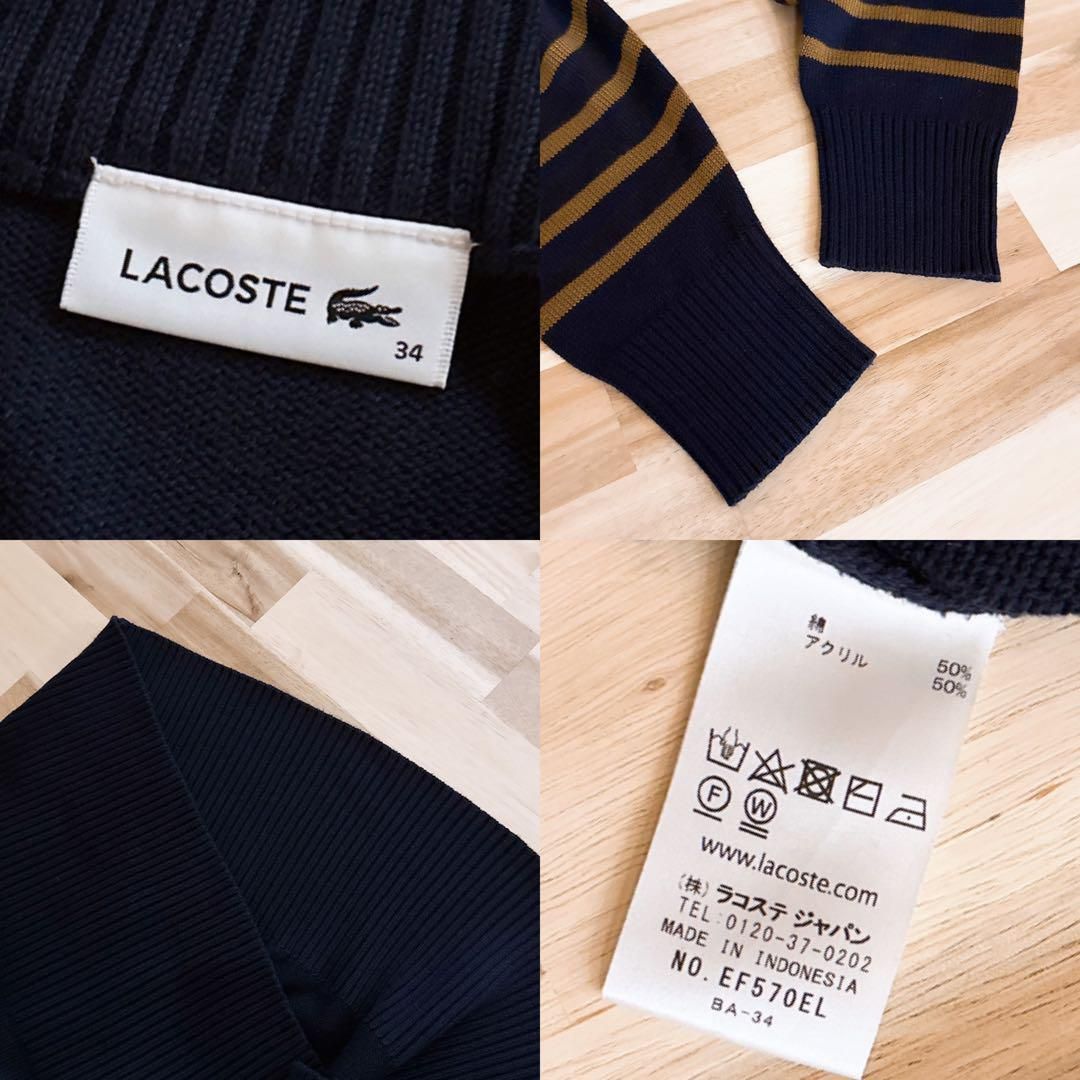 LACOSTE
34
綿 50%
アクリル 50%
F W
www.lacoste.com
(株) ラコステ ジャパン
TEL:0120-37-0202
MADE IN INDONESIA
NO. EF570EL
BA-34